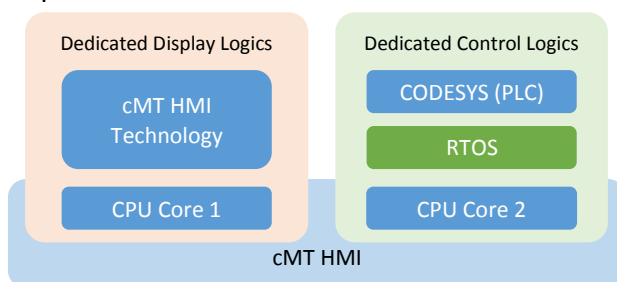 Dedicated Display Logics
cMT HMI
Technology
CPU Core 1
Dedicated Control Logics
CODESYS (PLC)
RTOS
CPU Core 2
cMT HMI